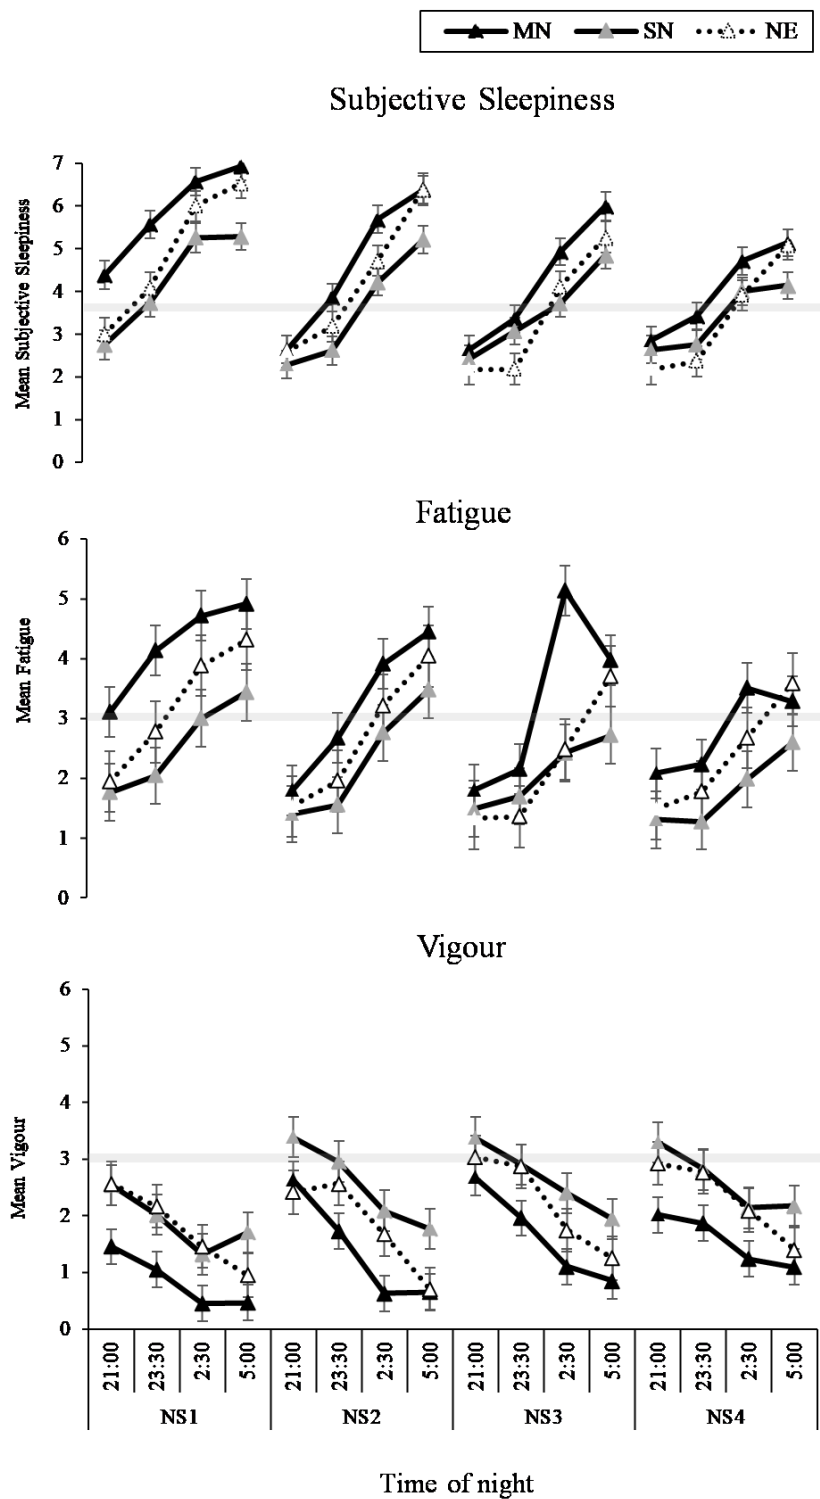 MN SN NE
Subjective Sleepiness
Mean Subjective Sleepiness
7
6
5
4
3
2
1
0
Fatigue
Mean Fatigue
6
5
4
3
2
1
0
Vigour
Mean Vigour
6
5
4
3
2
1
0
21:00 23:30 2:30 5:00 21:00 23:30 2:30 5:00 21:00 23:30 2:30 5:00 21:00 23:30 2:30 5:00
NS1 NS2 NS3 NS4
Time of night